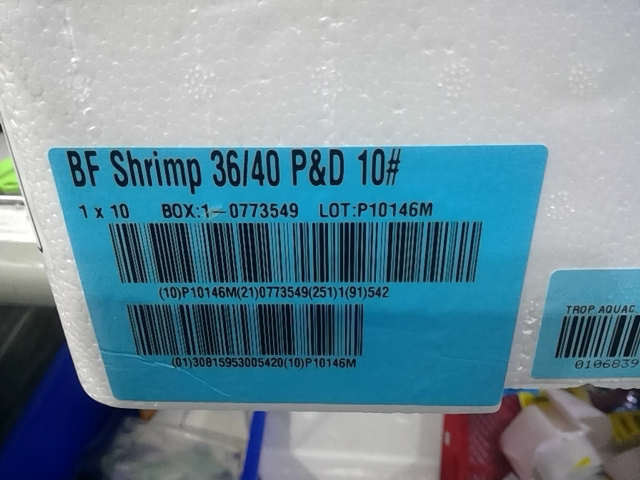 BF Shrimp 36/40 P&D 10#
1 x 10 BOX:1-0773549 LOT:P10146M
(10)P10146M(21)0773549(251)1(91)542
(01)30815953005420(10)P10146M
TROP AQUAC
0106839